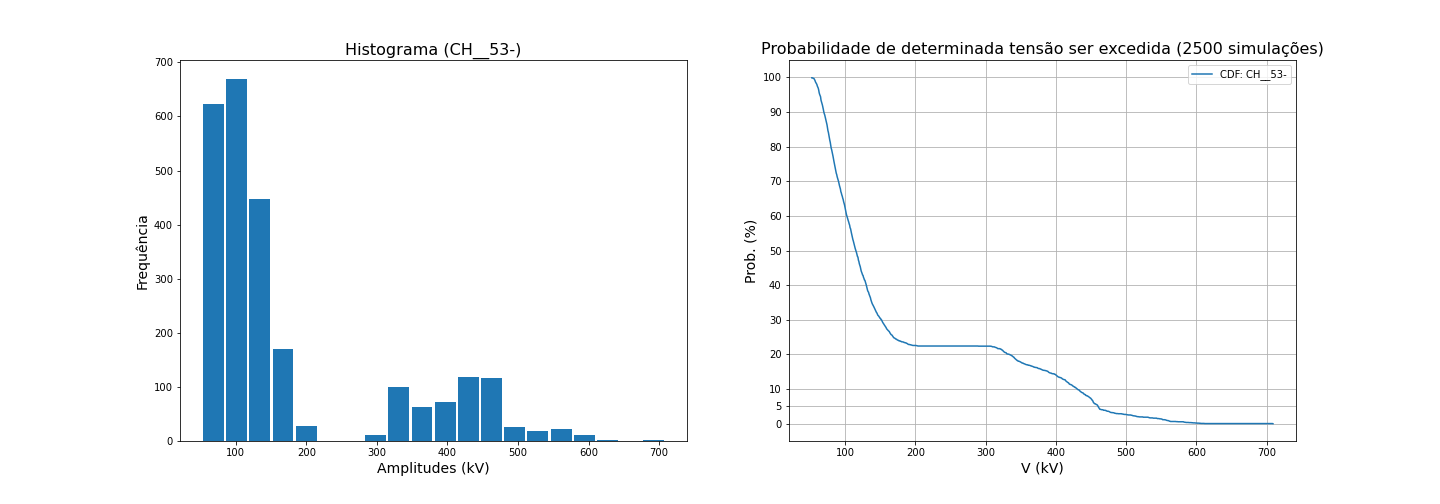 Histograma (CH__53-)
700
600
500
400
300
200
100
0
Frequência
100 200 300 400 500 600 700
Amplitudes (kV)
Probabilidade de determinada tensão ser excedida (2500 simulações)
CDF: CH__53-
100
90
80
70
60
50
40
30
20
10
5
0
Prob. (%)
100 200 300 400 500 600 700
V (kV)